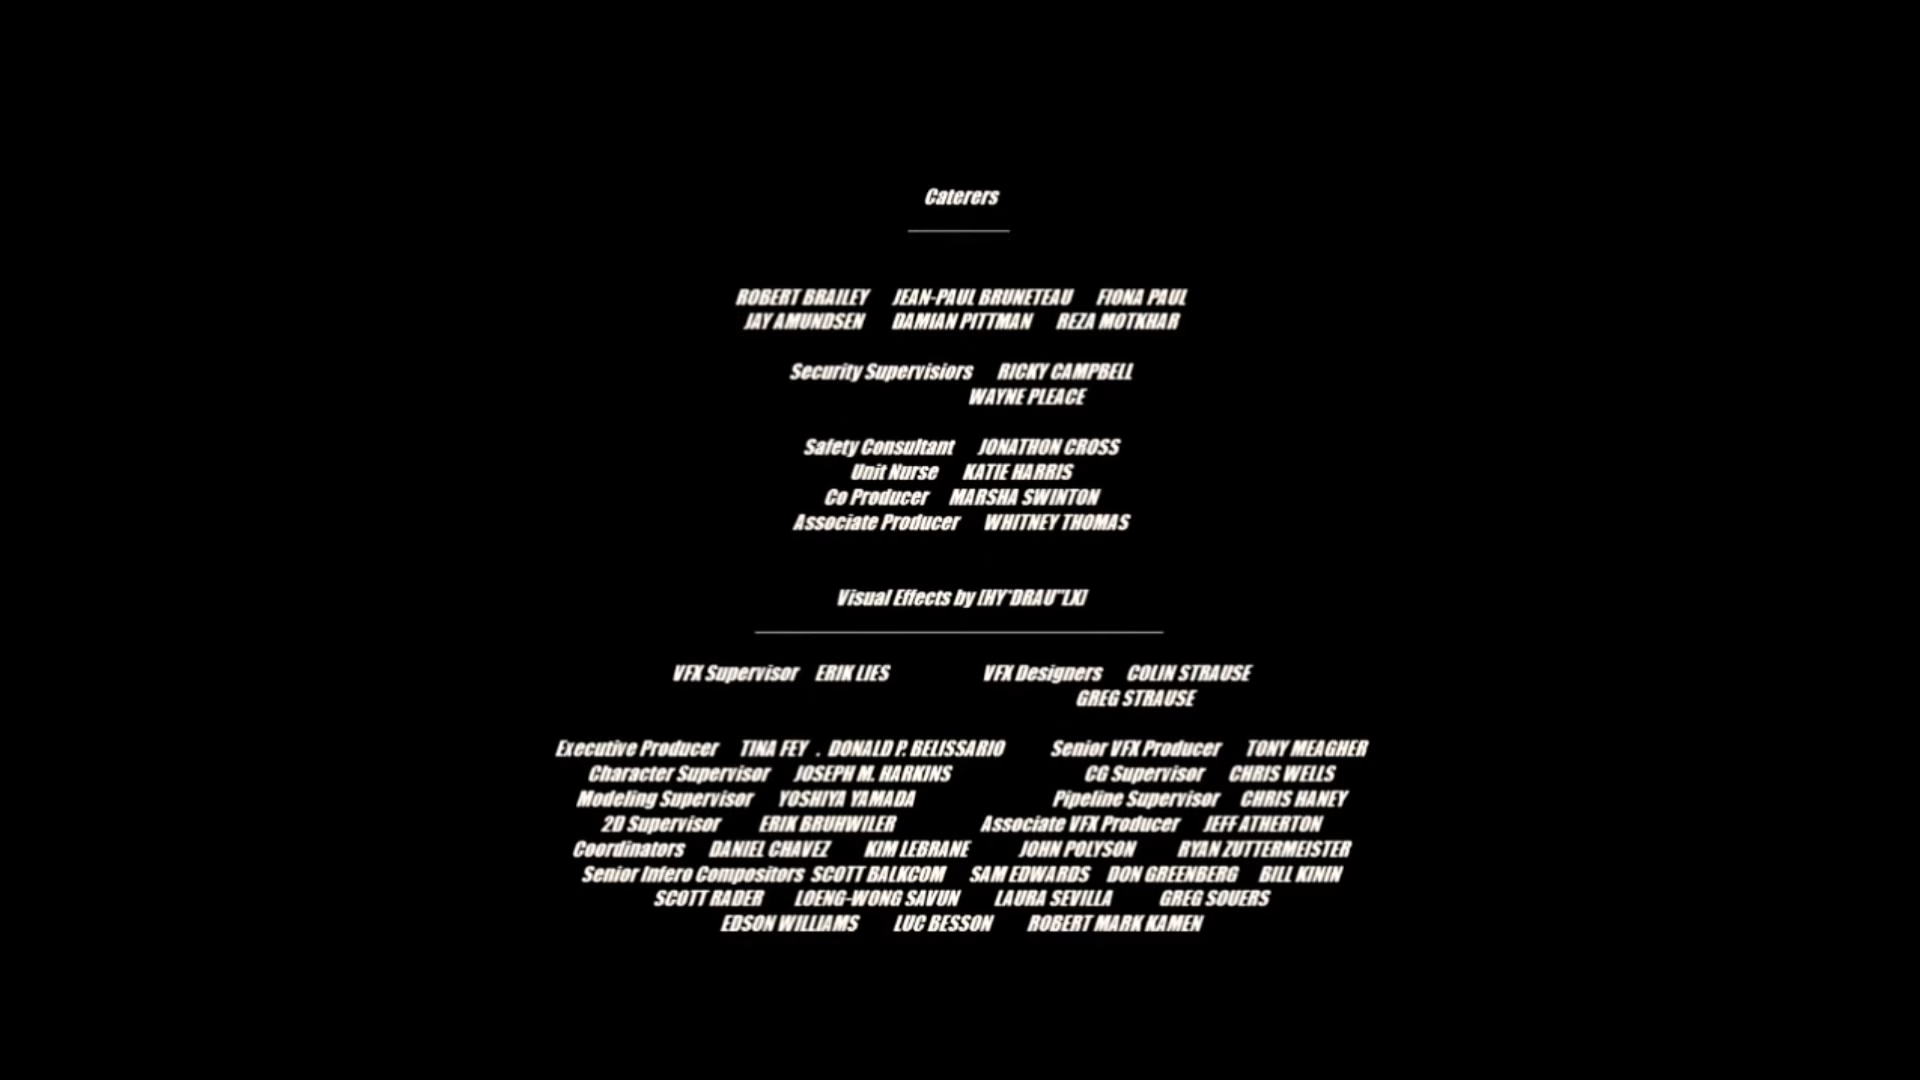 Caterers
ROBERT BRAILEY JEAN-PAUL BRUNETEAU FIONA PAUL
JAY AMUNDSEN DAMIAN PITTMAN REZA MOTKHAR
Security Supervisiors RICKY CAMPBELL
WAYNE PLEACE
Safety Consultant JONATHON CROSS
Unit Nurse KATIE HARRIS
Co Producer MARSHA SWINTON
Associate Producer WHITNEY THOMAS
Visual Effects by [HY*DRAU"LX]
VFX Supervisor ERIK LIES VFX Designers COLIN STRAUSE
GREG STRAUSE
Executive Producer TINA FEY . DONALD P. BELISSARIO Senior VFX Producer TONY MEAGHER
Character Supervisor JOSEPH M. HARKINS CG Supervisor CHRIS WELLS
Modeling Supervisor YOSHIYA YAMADA Pipeline Supervisor CHRIS HANEY
2D Supervisor ERIK BRUHWILER Associate VFX Producer JEFF ATHERTON
Coordinators DANIEL CHAVEZ KIM LEBRANE JOHN POLYSON RYAN ZUTTERMEISTER
Senior Infero Compositors SCOTT BALKCOM SAM EDWARDS DON GREENBERG BILL KININ
SCOTT RADER LOENG-WONG SAVUN LAURA SEVILLA GREG SOUERS
EDSON WILLIAMS LUC BESSON ROBERT MARK KAMEN